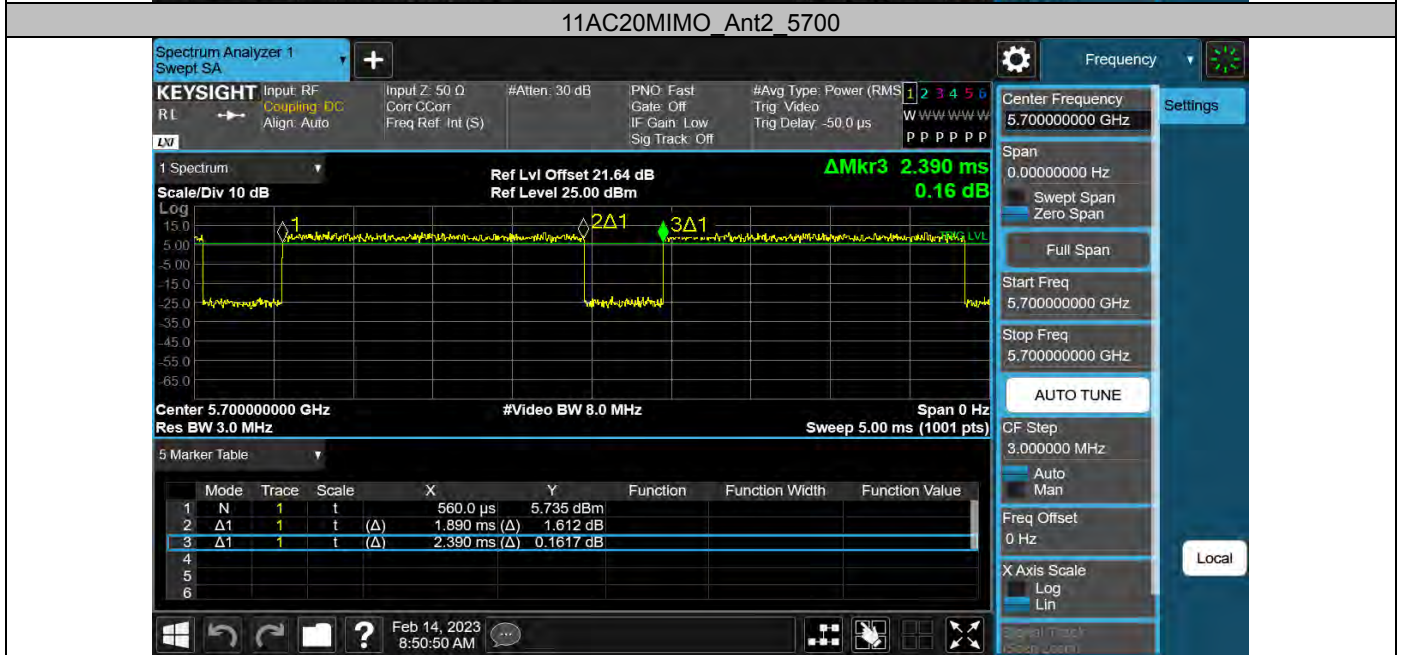 11AC20MIMO_Ant2_5700
Spectrum Analyzer 1
Swept SA
Frequency
KEYSIGHT
Input: RF
Coupling: DC
Align: Auto
Input Z: 50 Ω
Corr CCorr
Freq Ref: Int (S)
#Atten: 30 dB
PNO: Fast
Gate: Off
IF Gain: Low
Sig Track: Off
#Avg Type: Power (RMS
Trig: Video
Trig Delay: -50.0 µs
1 2 3 4 5 6
W W W W W W
P P P P P P
LXI
Center Frequency
5.700000000 GHz
Settings
1 Spectrum
Scale/Div 10 dB
Ref Lvl Offset 21.64 dB
Ref Level 25.00 dBm
ΔMkr3 2.390 ms
0.16 dB
Span
0.00000000 Hz
Swept Span
Zero Span
Log
15.0
5.00
-5.00
-15.0
-25.0
-35.0
-45.0
-55.0
-65.0
1
2Δ1
3Δ1
TRIG LVL
Full Span
Start Freq
5.700000000 GHz
Stop Freq
5.700000000 GHz
AUTO TUNE
Center 5.700000000 GHz
Res BW 3.0 MHz
#Video BW 8.0 MHz
Span 0 Hz
Sweep 5.00 ms (1001 pts)
CF Step
3.000000 MHz
Auto
Man
5 Marker Table
Mode Trace Scale X Y Function Function Width Function Value
1 N 1 t 560.0 µs 5.735 dBm
2 Δ1 1 t (Δ) 1.890 ms (Δ) 1.612 dB
3 Δ1 1 t (Δ) 2.390 ms (Δ) 0.1617 dB
4
5
6
Freq Offset
0 Hz
X Axis Scale
Log
Lin
Local
Feb 14, 2023
8:50:50 AM
?